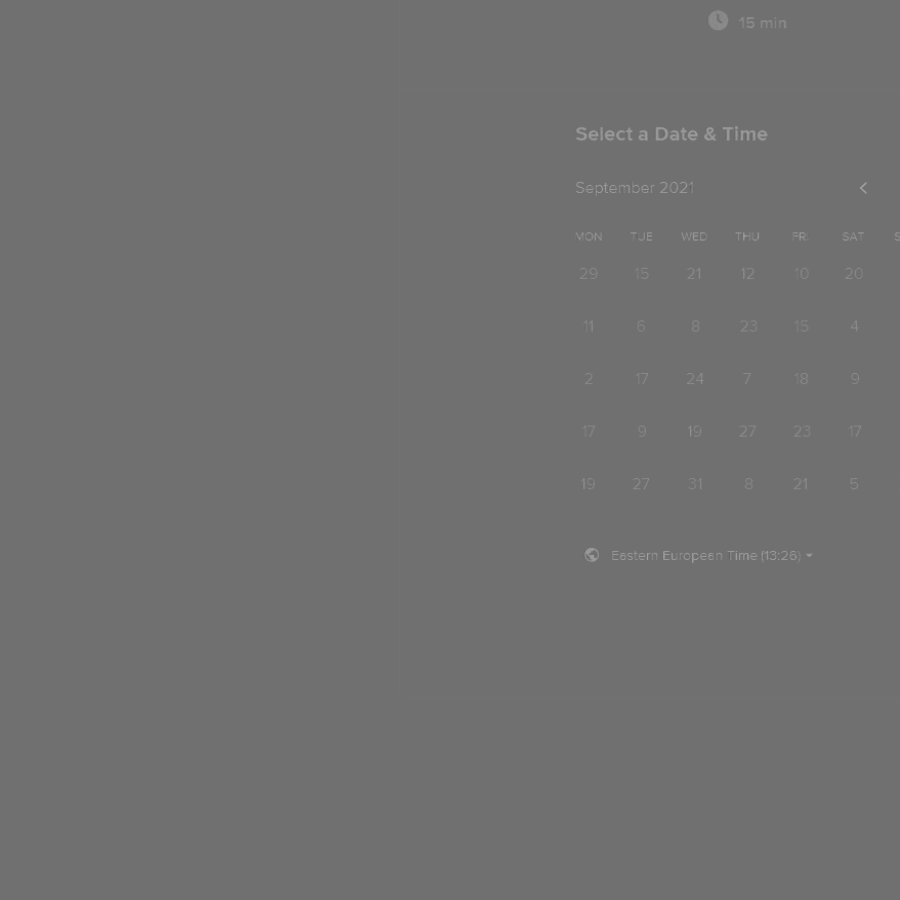 15 min
Select a Date & Time
September 2021
MON TUE WED THU FRI SAT S
29 15 21 12 10 20
11 6 8 23 15 4
2 17 24 7 18 9
17 9 19 27 23 17
19 27 31 8 21 5
Eastern European Time (13:26)